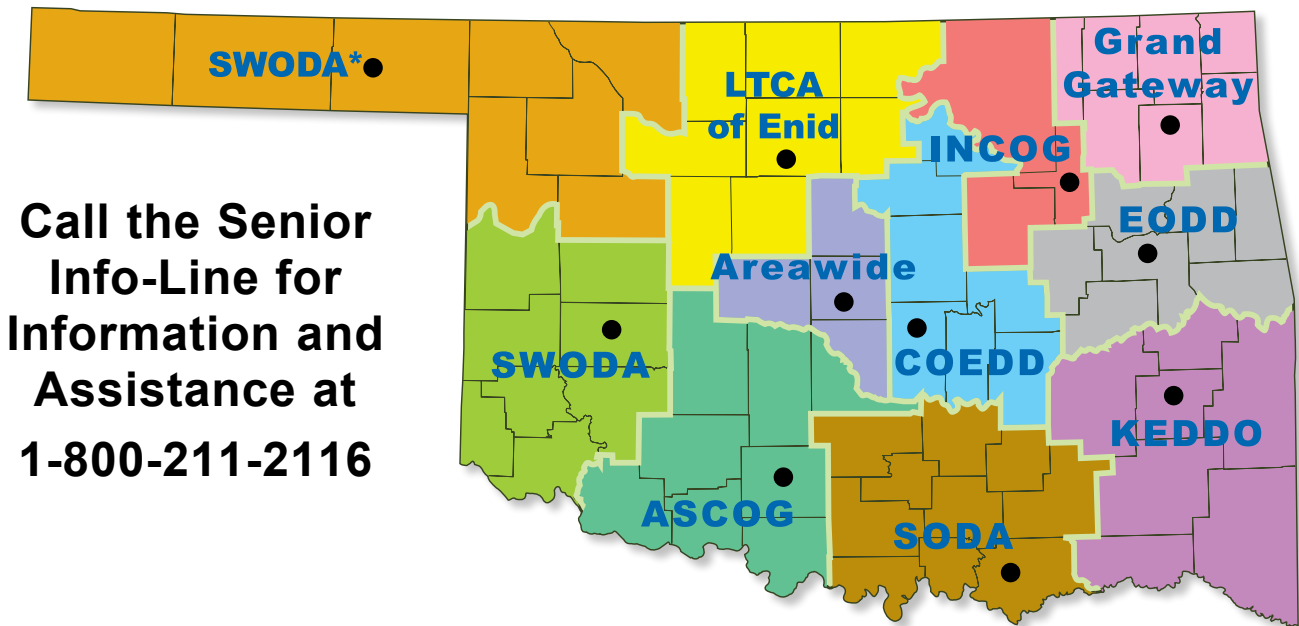 Call the Senior
Info-Line for
Information and
Assistance at
1-800-211-2116
SWODA*
LTCA
of Enid
INCOG
Grand
Gateway
EODD
Areawide
SWODA
COEDD
KEDDO
ASCOG
SODA